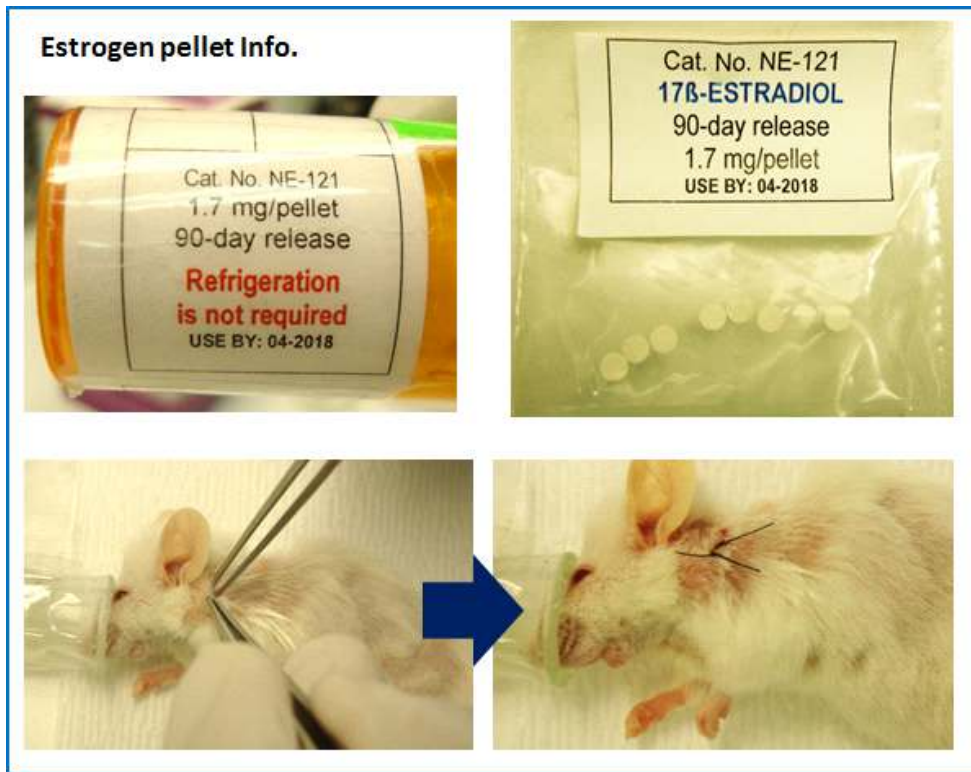 Estrogen pellet Info.
Cat. No. NE-121
1.7 mg/pellet
90-day release
Refrigeration
is not required
USE BY: 04-2018
Cat. No. NE-121
17ß-ESTRADIOL
90-day release
1.7 mg/pellet
USE BY: 04-2018